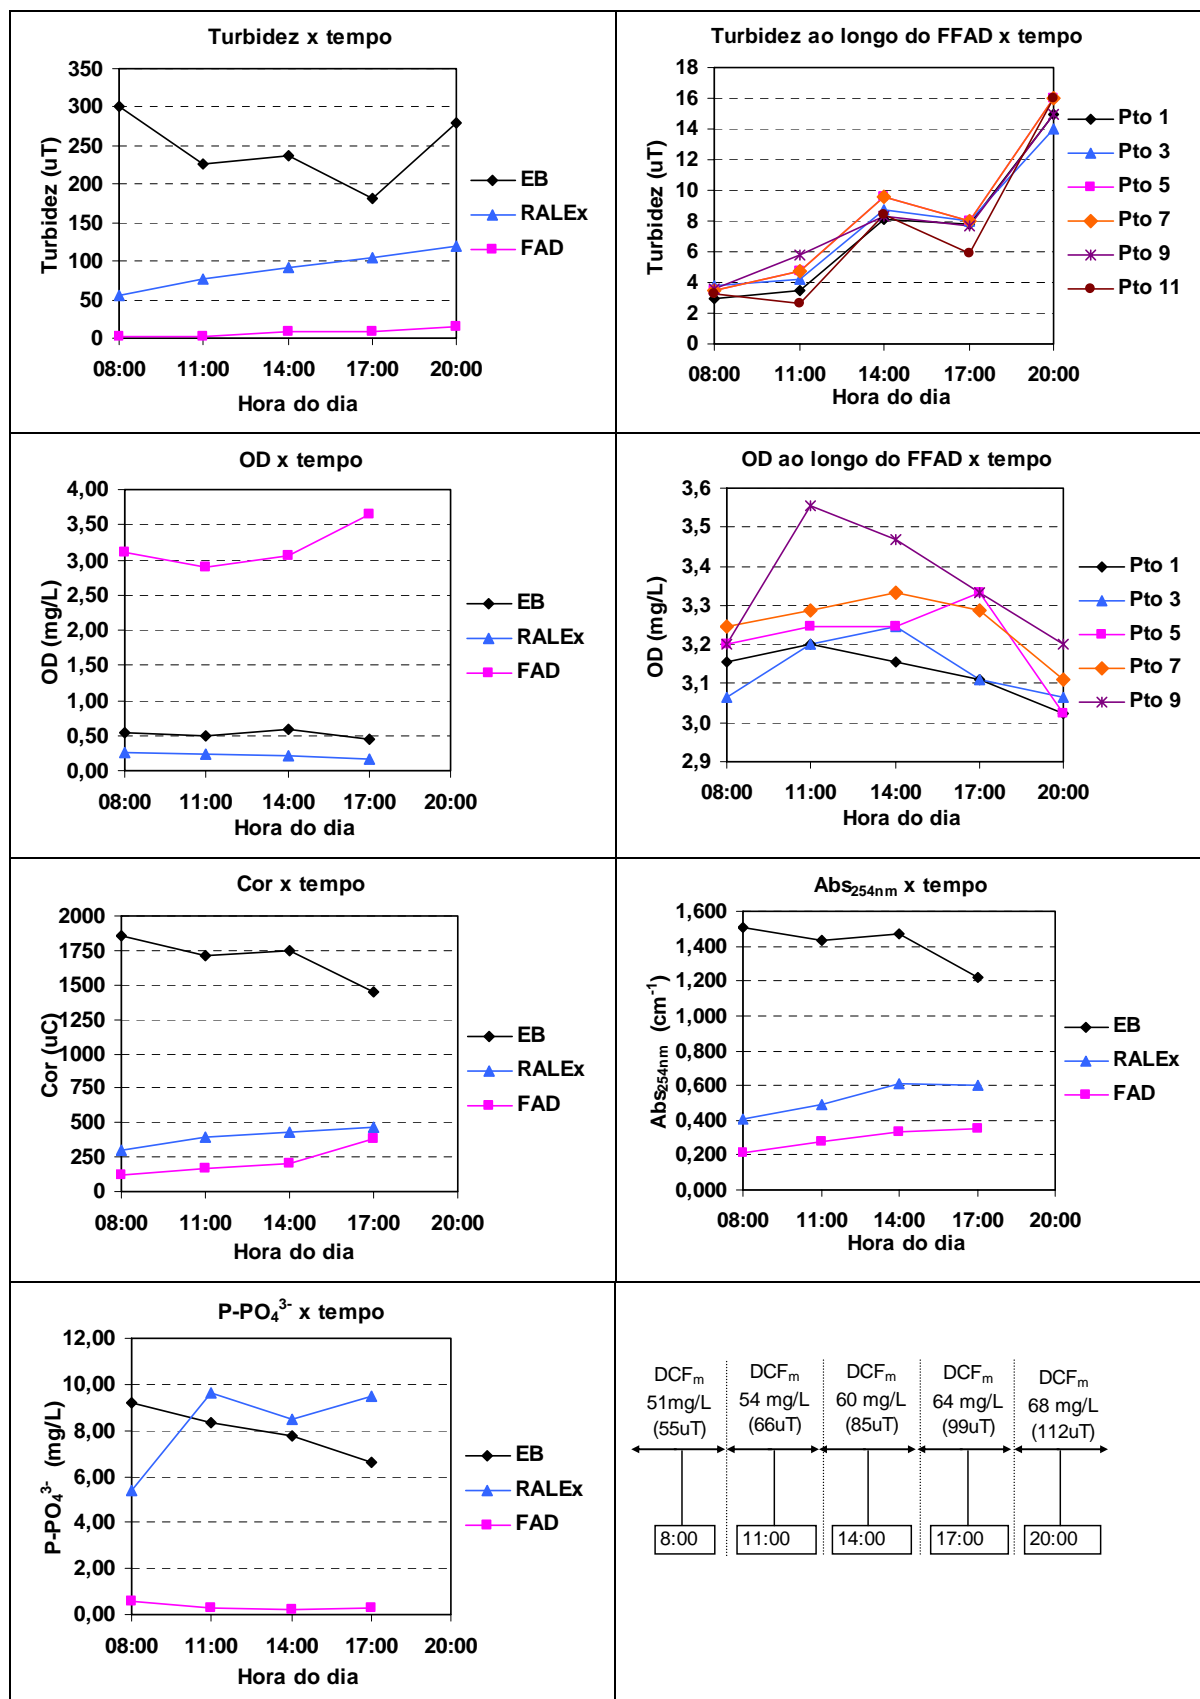 Turbidez x tempo
350
300
250
200
150
100
50
0
Turbidez (uT)
08:00 11:00 14:00 17:00 20:00
Hora do dia
EB
RALEx
FAD
Turbidez ao longo do FFAD x tempo
18
16
14
12
10
8
6
4
2
0
Turbidez (uT)
08:00 11:00 14:00 17:00 20:00
Hora do dia
Pto 1
Pto 3
Pto 5
Pto 7
Pto 9
Pto 11
OD x tempo
4,00
3,50
3,00
2,50
2,00
1,50
1,00
0,50
0,00
OD (mg/L)
08:00 11:00 14:00 17:00 20:00
Hora do dia
EB
RALEx
FAD
OD ao longo do FFAD x tempo
3,6
3,5
3,4
3,3
3,2
3,1
3,0
2,9
OD (mg/L)
08:00 11:00 14:00 17:00 20:00
Hora do dia
Pto 1
Pto 3
Pto 5
Pto 7
Pto 9
Cor x tempo
2000
1750
1500
1250
1000
750
500
250
0
Cor (uC)
08:00 11:00 14:00 17:00 20:00
Hora do dia
EB
RALEx
FAD
Abs254nm x tempo
1,600
1,400
1,200
1,000
0,800
0,600
0,400
0,200
0,000
Abs254nm (cm-1)
08:00 11:00 14:00 17:00 20:00
Hora do dia
EB
RALEx
FAD
P-PO4 3- x tempo
12,00
10,00
8,00
6,00
4,00
2,00
0,00
P-PO4 3- (mg/L)
08:00 11:00 14:00 17:00 20:00
Hora do dia
EB
RALEx
FAD
DCFm
51mg/L
(55uT)
8:00
DCFm
54 mg/L
(66uT)
11:00
DCFm
60 mg/L
(85uT)
14:00
DCFm
64 mg/L
(99uT)
17:00
DCFm
68 mg/L
(112uT)
20:00